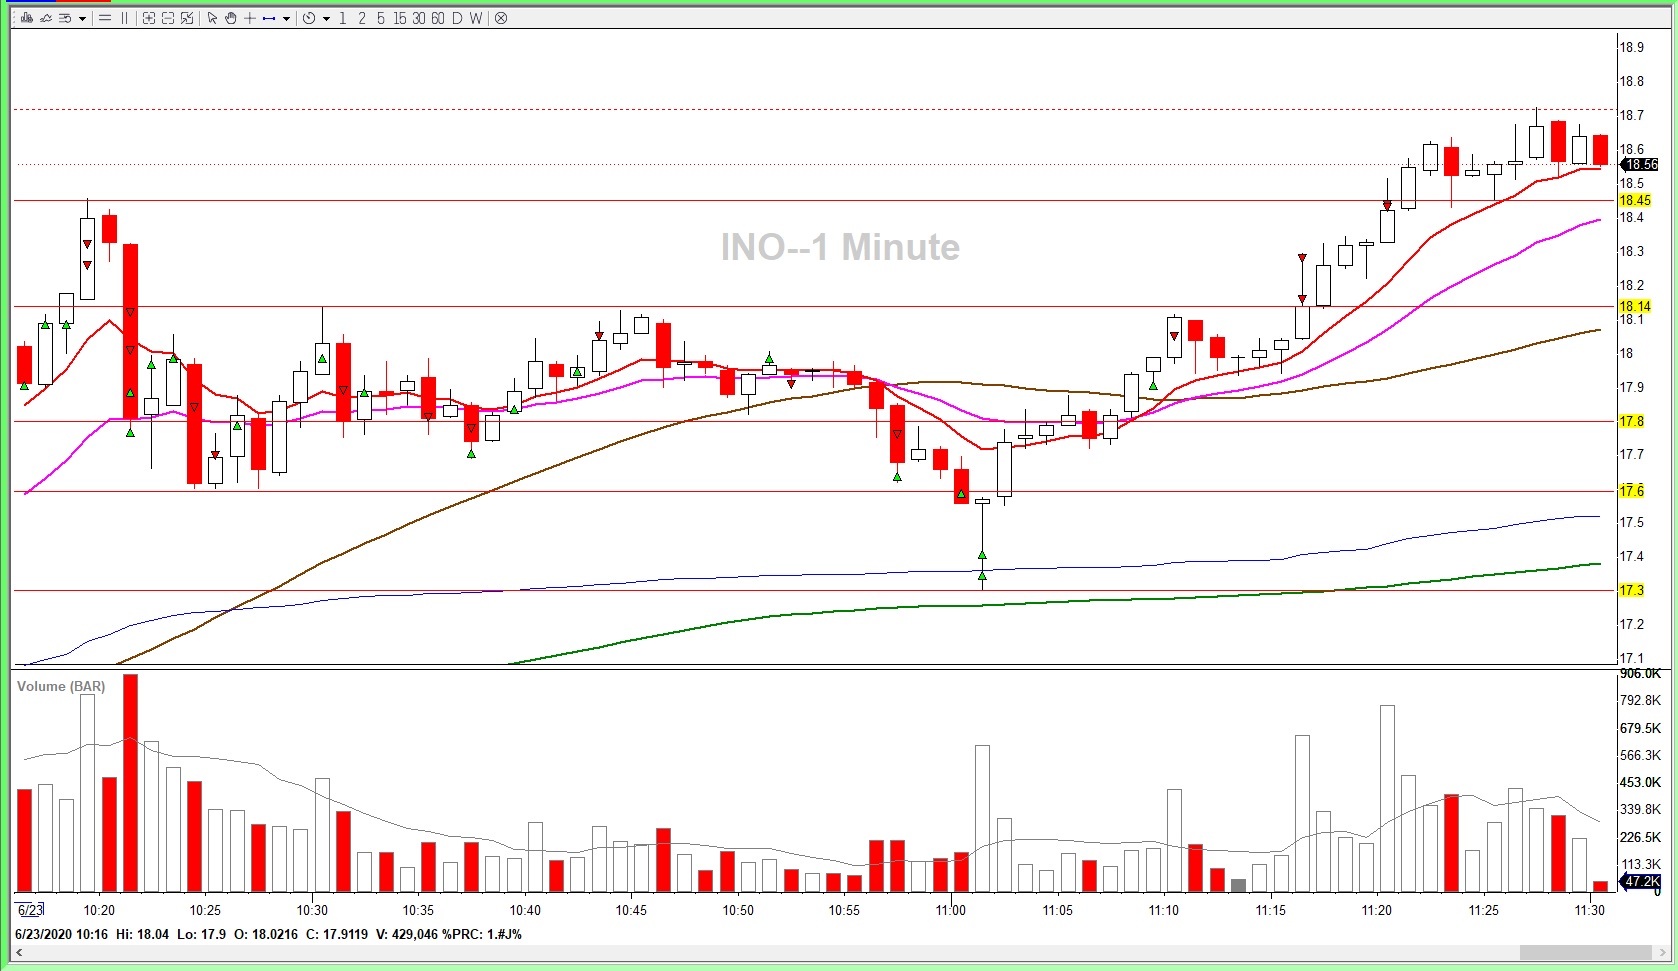 1 2 5 15 30 60 D W
18.9
18.8
18.7
18.6
18.56
18.5
18.45
18.4
INO--1 Minute
18.3
18.2
18.14
18.1
18
17.9
17.8
17.7
17.6
17.5
17.4
17.3
17.2
17.1
Volume (BAR)
906.0K
792.8K
679.5K
566.3K
453.0K
339.8K
226.5K
113.3K
47.2K
0
6/23 10:20 10:25 10:30 10:35 10:40 10:45 10:50 10:55 11:00 11:05 11:10 11:15 11:20 11:25 11:30
6/23/2020 10:16 Hi: 18.04 Lo: 17.9 O: 18.0216 C: 17.9119 V: 429,046 %PRC: 1.#J%